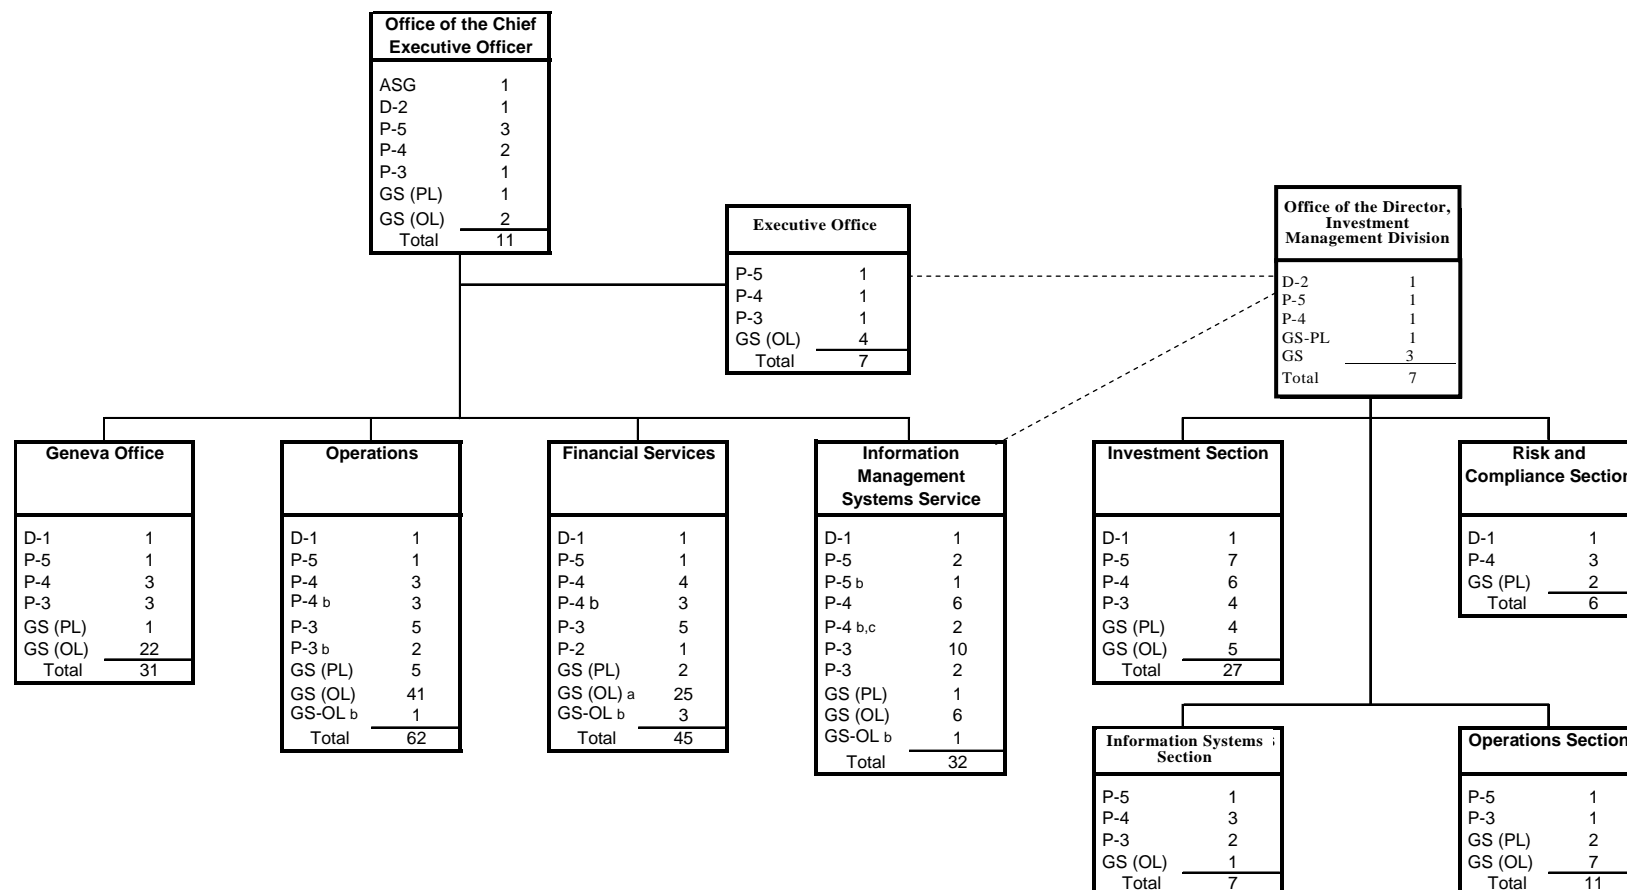 Office of the Chief
Executive Officer
ASG 1
D-2 1
P-5 3
P-4 2
P-3 1
GS (PL) 1
GS (OL) 2
Total 11
Executive Office
P-5 1
P-4 1
P-3 1
GS (OL) 4
Total 7
Office of the Director,
Investment
Management Division
D-2 1
P-5 1
P-4 1
GS-PL 1
GS 3
Total 7
Geneva Office
D-1 1
P-5 1
P-4 3
P-3 3
GS (PL) 1
GS (OL) 22
Total 31
Operations
D-1 1
P-5 1
P-4 3
P-4 b 3
P-3 5
P-3 b 2
GS (PL) 5
GS (OL) 41
GS-OL b 1
Total 62
Financial Services
D-1 1
P-5 1
P-4 4
P-4 b 3
P-3 5
P-2 1
GS (PL) 2
GS (OL) a 25
GS-OL b 3
Total 45
Information
Management
Systems Service
D-1 1
P-5 2
P-5 b 1
P-4 6
P-4 b,c 2
P-3 10
P-3 2
GS (PL) 1
GS (OL) 6
GS-OL b 1
Total 32
Investment Section
D-1 1
P-5 7
P-4 6
P-3 4
GS (PL) 4
GS (OL) 5
Total 27
Risk and
Compliance Section
D-1 1
P-4 3
GS (PL) 2
Total 6
Information Systems
Section
P-5 1
P-4 3
P-3 2
GS (OL) 1
Total 7
Operations Section
P-5 1
P-3 1
GS (PL) 2
GS (OL) 7
Total 11